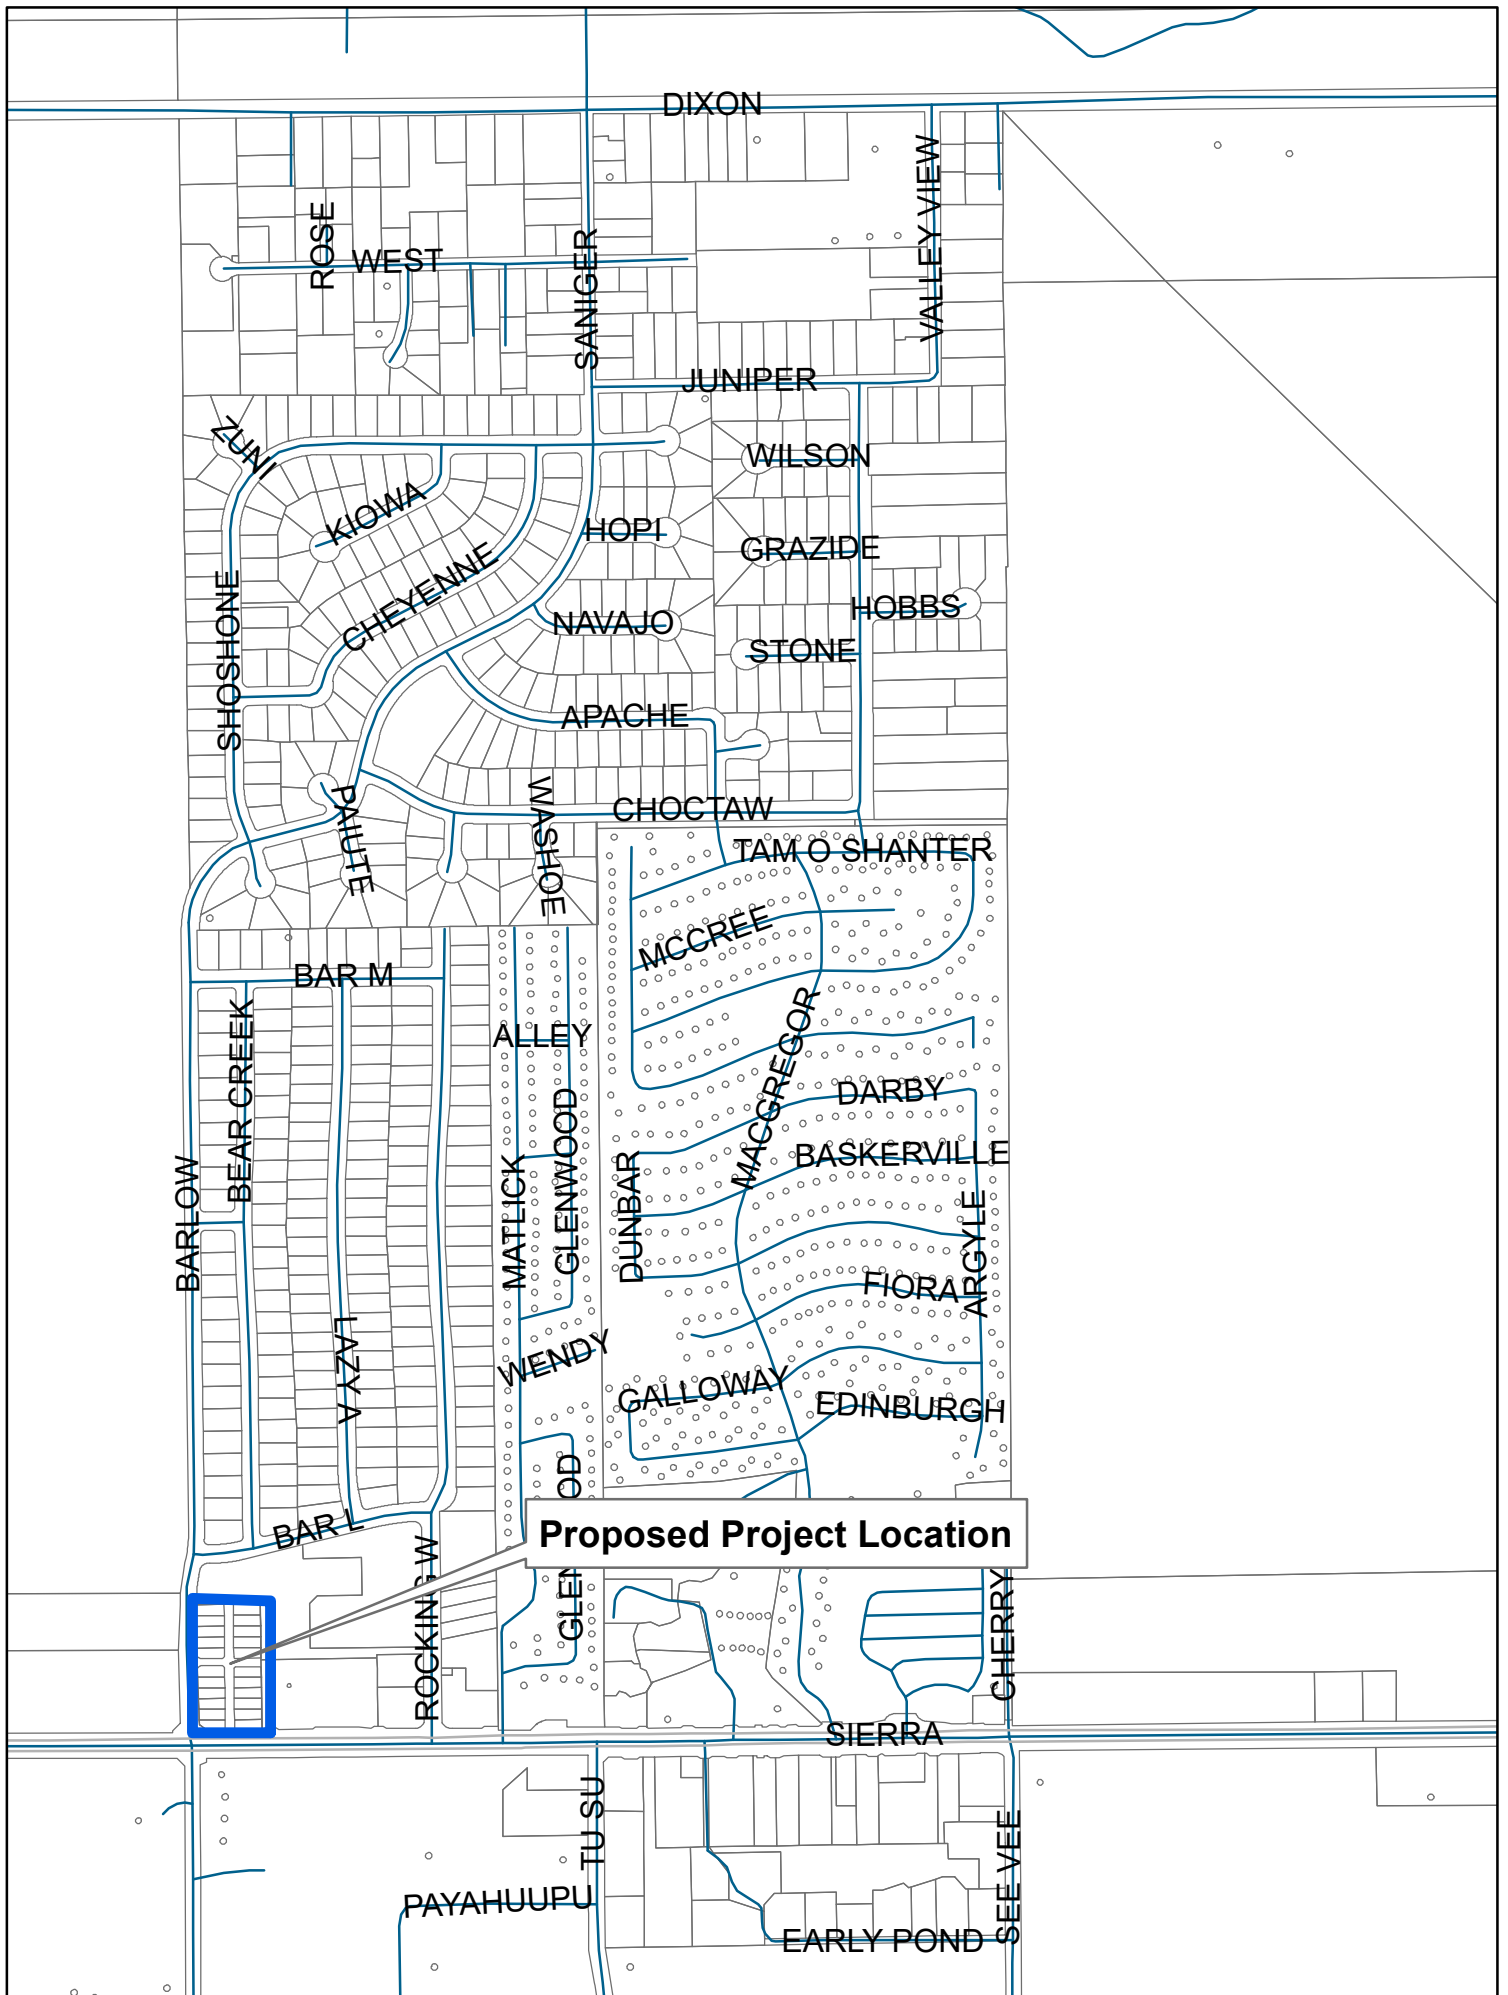 DIXON
VALLEY VIEW
ROSE
WEST
SANIGER
JUNIPER
ZUNI
WILSON
KIOWA
HOPI
GRAZIDE
CHEYENNE
SHOSHONE
HOBBS
NAVAJO
STONE
APACHE
PAIUTE
WASHOE
CHOCTAW
TAM O SHANTER
MCCREE
BAR M
BEAR CREEK
ALLEY
MACGREGOR
DARBY
BASKERVILLE
BARLOW
MATLICK
GLENWOOD
DUNBAR
ARGYLE
FIORA
LAZY A
WENDY
GALLOWAY
EDINBURGH
BAR L
Proposed Project Location
ROCKING W
CHERRY
SIERRA
TU SU
SEE VEE
PAYAHUUPU
EARLY POND